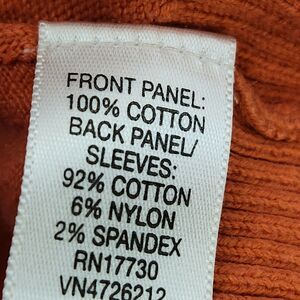 FRONT PANEL:
100% COTTON
BACK PANEL/
SLEEVES:
92% COTTON
6% NYLON
2% SPANDEX
RN17730
VN4726212